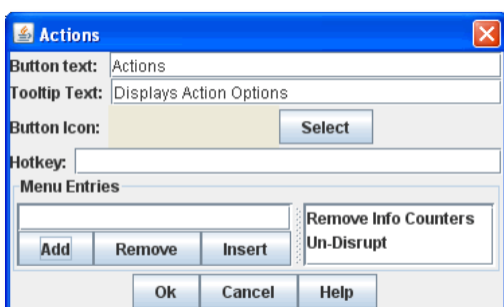 Actions
Button text: Actions
Tooltip Text: Displays Action Options
Button Icon: Select
Hotkey:
Menu Entries
Remove Info Counters
Un-Disrupt
Add Remove Insert
Ok Cancel Help